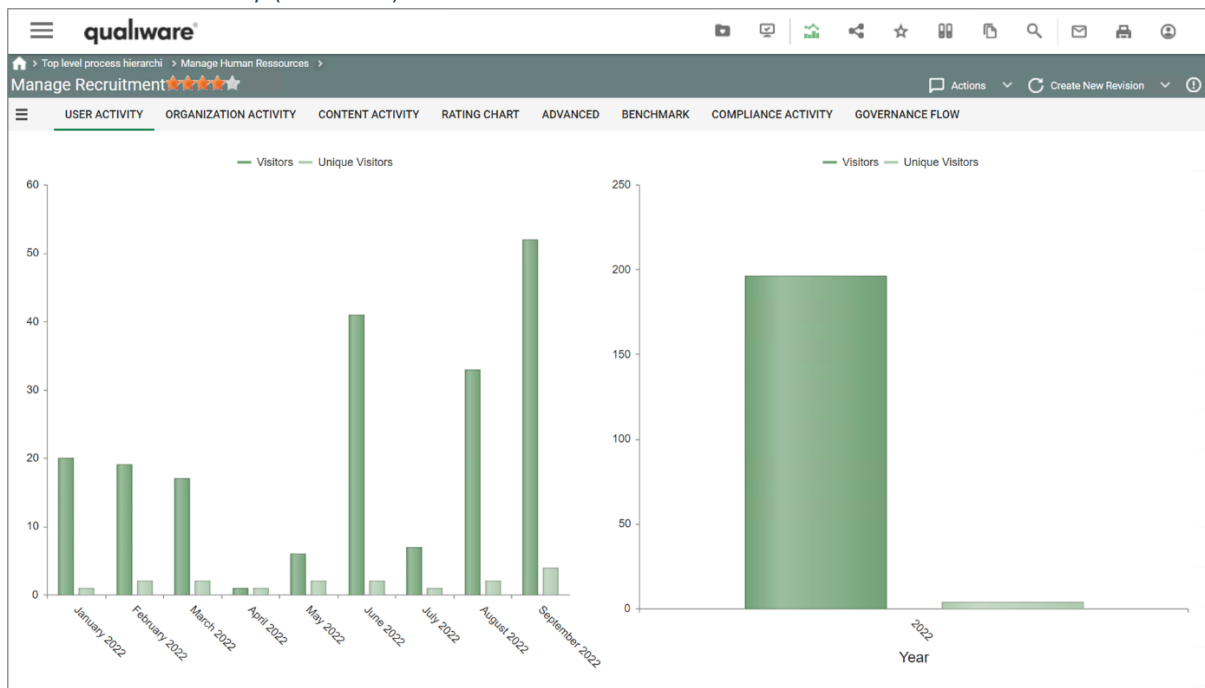 qualiware®
> Top level process hierarchi > Manage Human Ressources >
Manage Recruitment
Actions
Create New Revision
USER ACTIVITY
ORGANIZATION ACTIVITY
CONTENT ACTIVITY
RATING CHART
ADVANCED
BENCHMARK
COMPLIANCE ACTIVITY
GOVERNANCE FLOW
Visitors
Unique Visitors
60
50
40
30
20
10
0
January 2022
February 2022
March 2022
April 2022
May 2022
June 2022
July 2022
August 2022
September 2022
Visitors
Unique Visitors
250
200
150
100
50
0
2022
Year